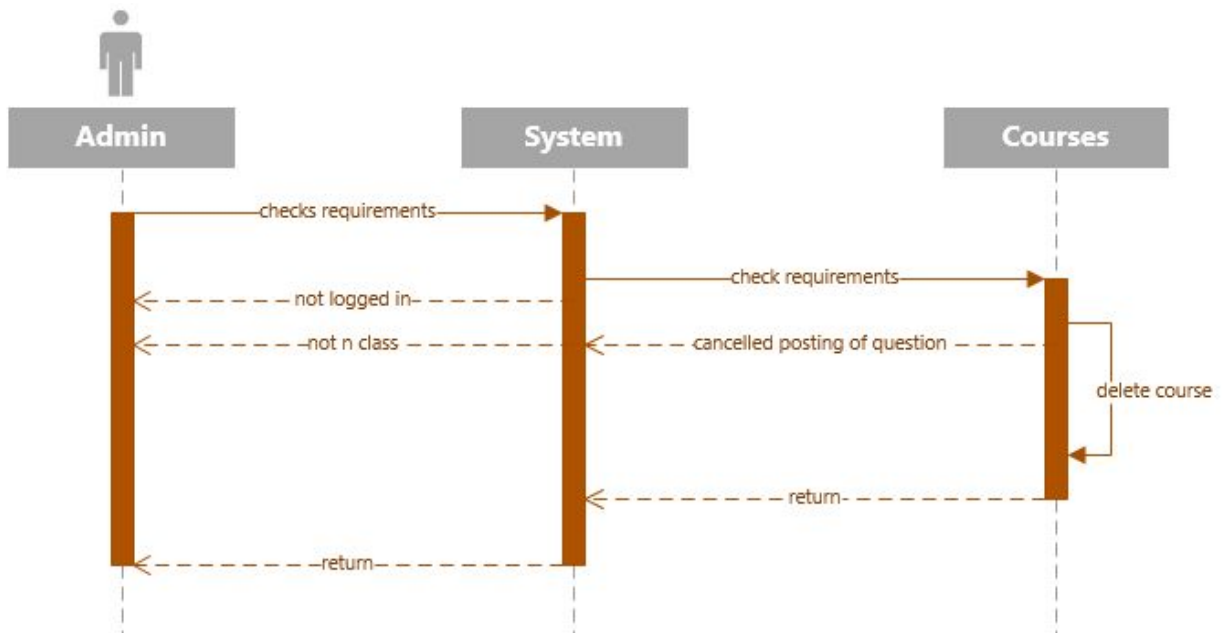 Admin
System
Courses
checks requirements
check requirements
not logged in
not n class
cancelled posting of question
delete course
return
return